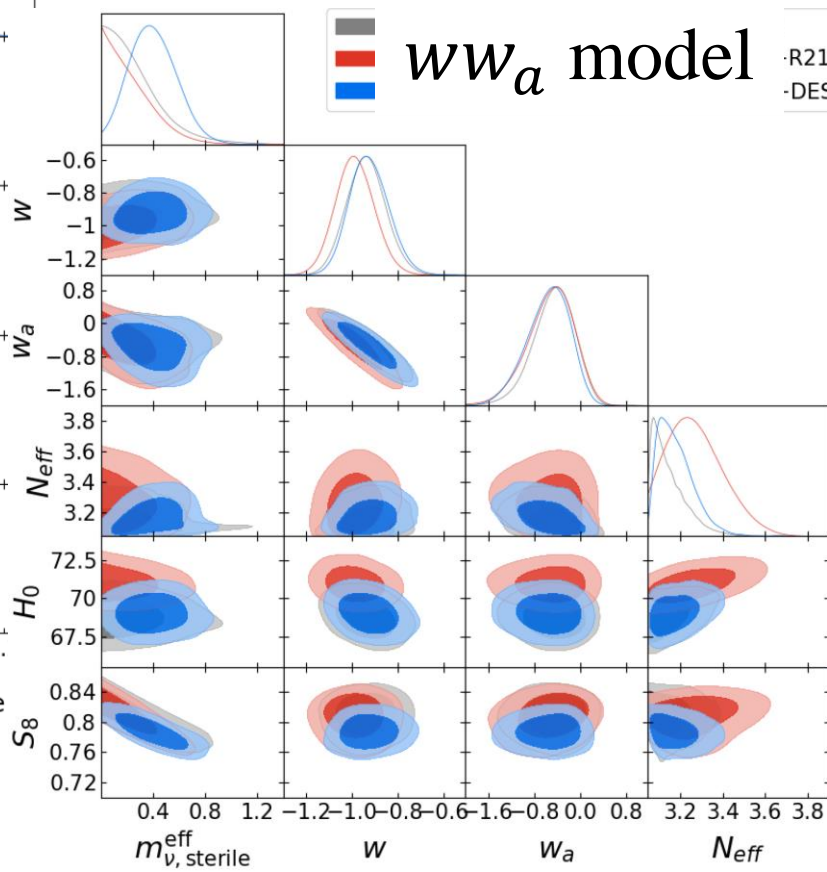 ww_a model
-R21
-DES
-0.6
-0.8
-1
-1.2
w
0.8
0
-0.8
-1.6
w_a
3.8
3.6
3.4
3.2
N_eff
72.5
70
67.5
H_0
0.84
0.8
0.76
0.72
S_8
0.4 0.8 1.2 −1.2−1.0−0.8−0.6 −1.6−0.8 0.0 0.8 3.2 3.4 3.6 3.8
m^eff_ν, sterile w w_a N_eff